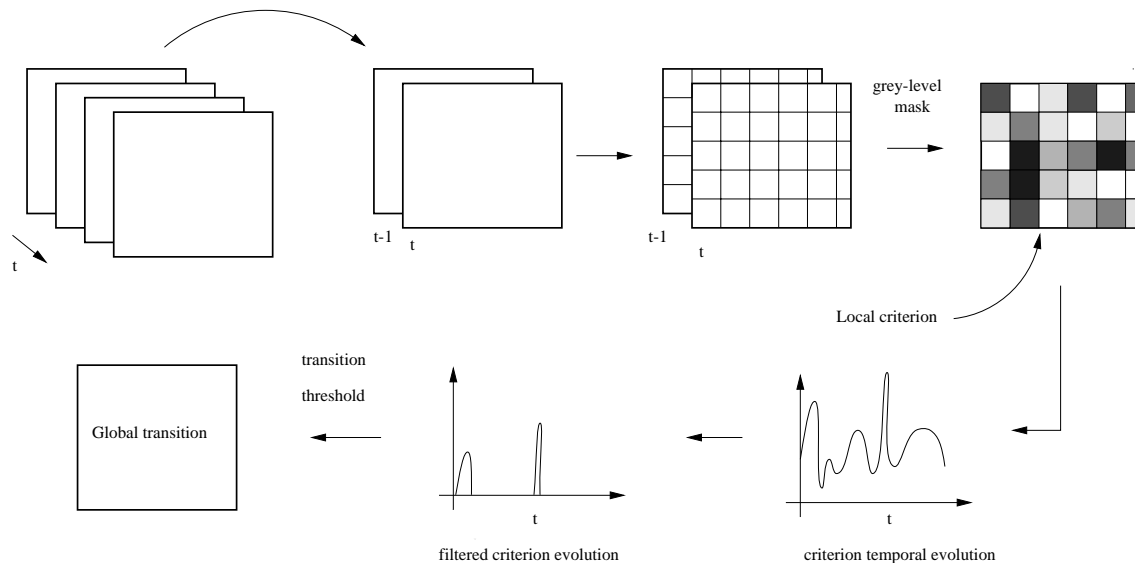 grey-level
mask
t-1
t
t-1
t
t
Local criterion
transition
threshold
Global transition
t
t
filtered criterion evolution
criterion temporal evolution